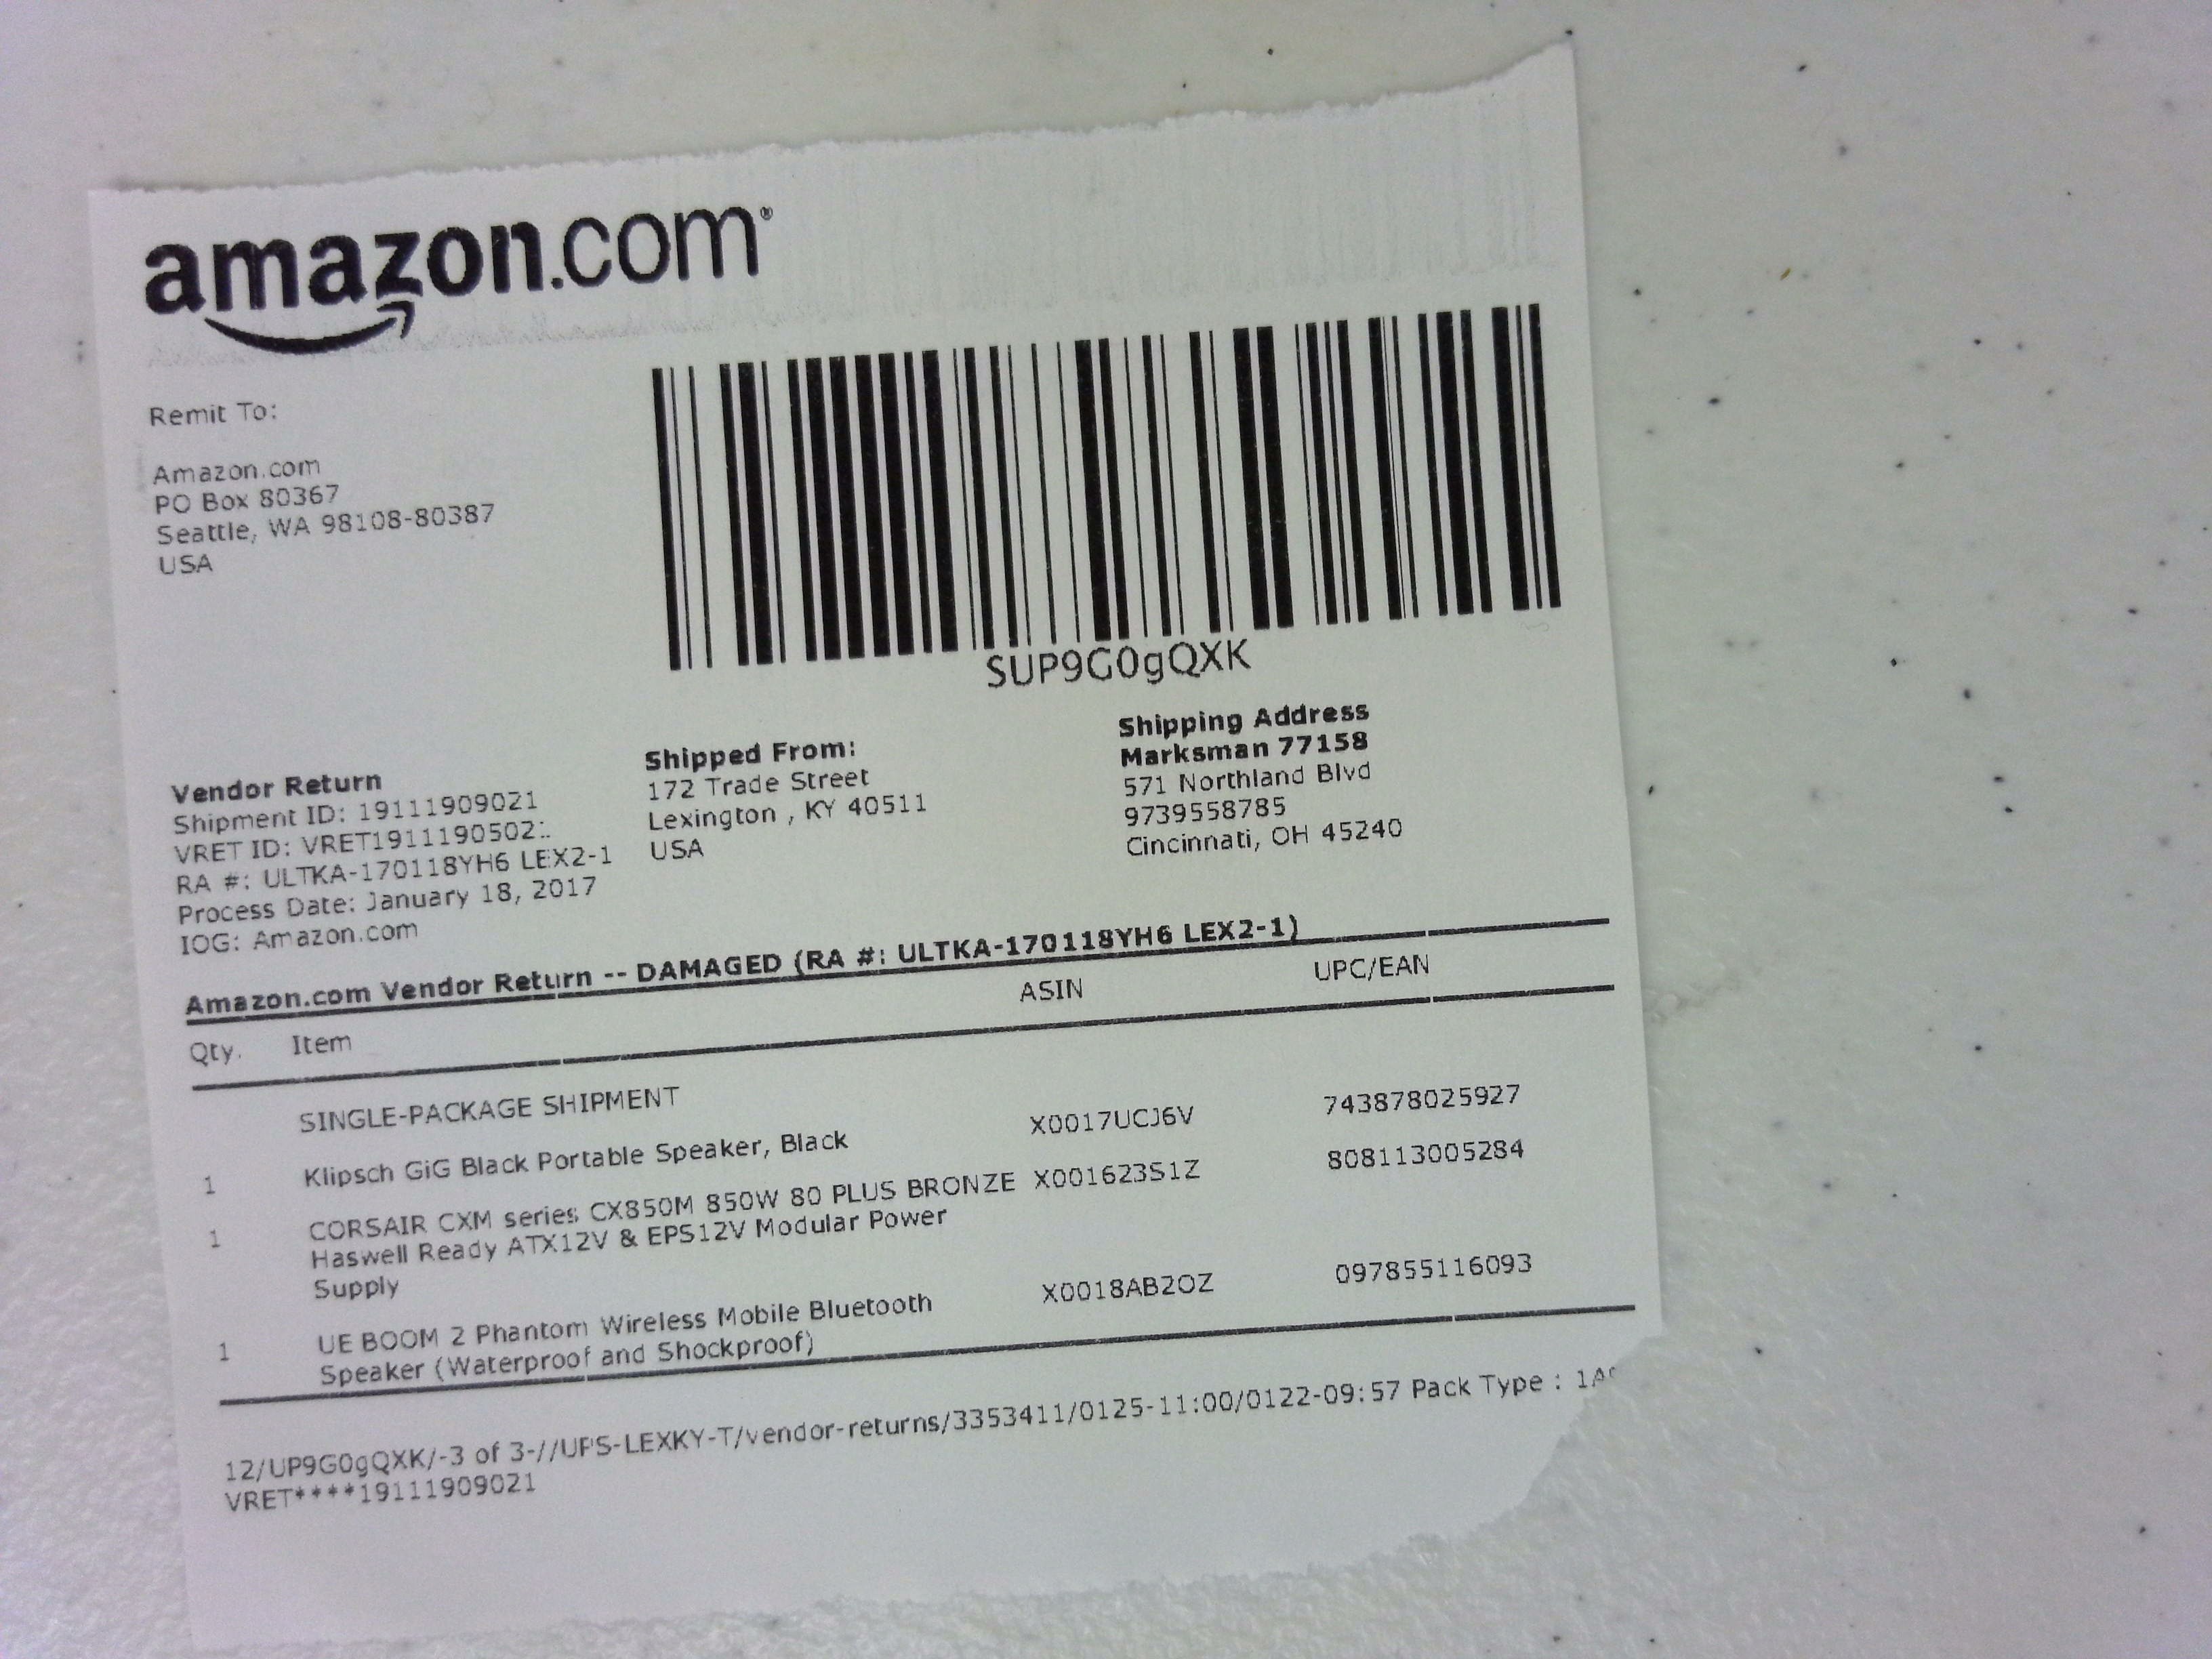 amazon.com®
Remit To:
Amazon.com
PO Box 80367
Seattle, WA 98108-80387
USA
SUP9G0gQXK
Vendor Return
Shipment ID: 19111909021
VRET ID: VRET1911190502
RA #: ULTKA-170118YH6 LEX2-1
Process Date: January 18, 2017
IOG: Amazon.com
Shipped From:
172 Trade Street
Lexington , KY 40511
USA
Shipping Address
Marksman 77158
571 Northland Blvd
9739558785
Cincinnati, OH 45240
Amazon.com Vendor Return -- DAMAGED (RA #: ULTKA-170118YH6 LEX2-1)
Qty. Item ASIN UPC/EAN
SINGLE-PACKAGE SHIPMENT
1 Klipsch GiG Black Portable Speaker, Black X0017UCJ6V 743878025927
1 CORSAIR CXM series CX850M 850W 80 PLUS BRONZE X001623S1Z 808113005284
Haswell Ready ATX12V & EPS12V Modular Power
Supply
1 UE BOOM 2 Phantom Wireless Mobile Bluetooth X0018AB2OZ 097855116093
Speaker (Waterproof and Shockproof)
12/UP9G0gQXK/-3 of 3-//UPS-LEXKY-T/vendor-returns/3353411/0125-11:00/0122-09:57 Pack Type :
VRET****19111909021